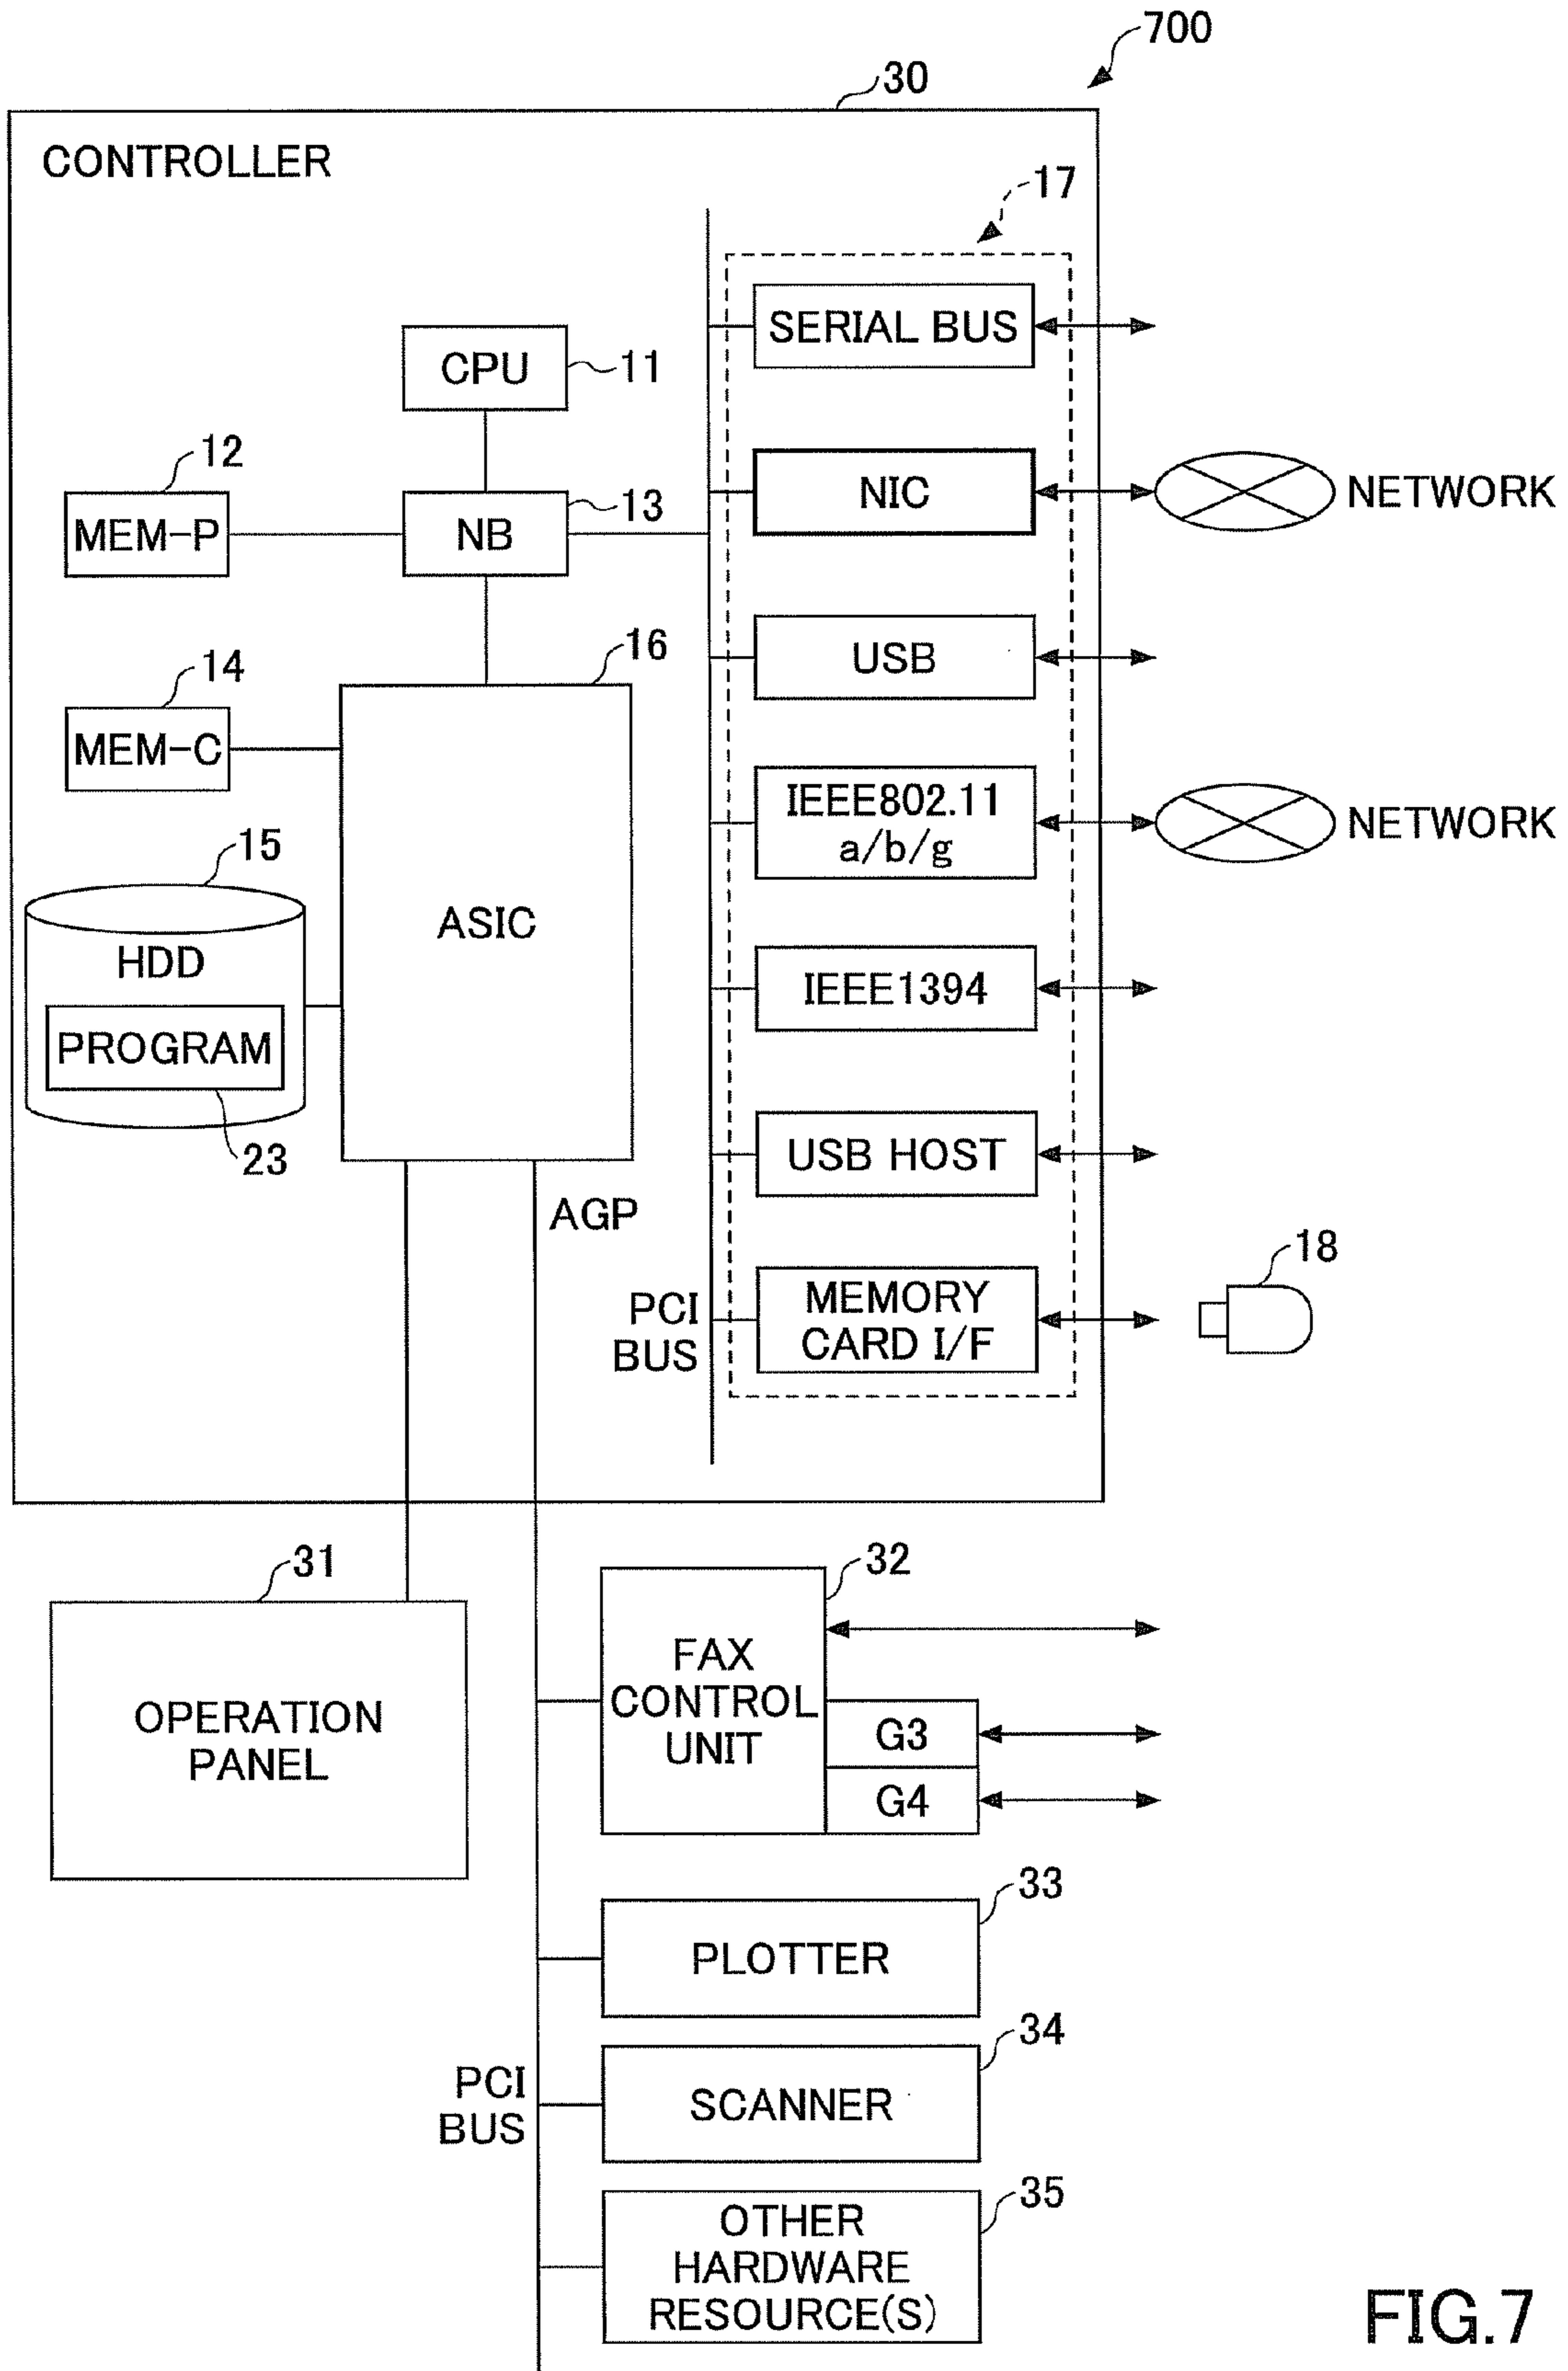 700
30
CONTROLLER
17
SERIAL BUS
CPU
11
12
13
NIC
NETWORK
MEM-P
NB
16
USB
14
MEM-C
IEEE802.11
a/b/g
NETWORK
15
HDD
ASIC
IEEE1394
PROGRAM
23
USB HOST
AGP
18
PCI
BUS
MEMORY
CARD I/F
31
32
FAX
CONTROL
UNIT
OPERATION
PANEL
G3
G4
33
PLOTTER
34
PCI
BUS
SCANNER
35
OTHER
HARDWARE
RESOURCE(S)
FIG.7